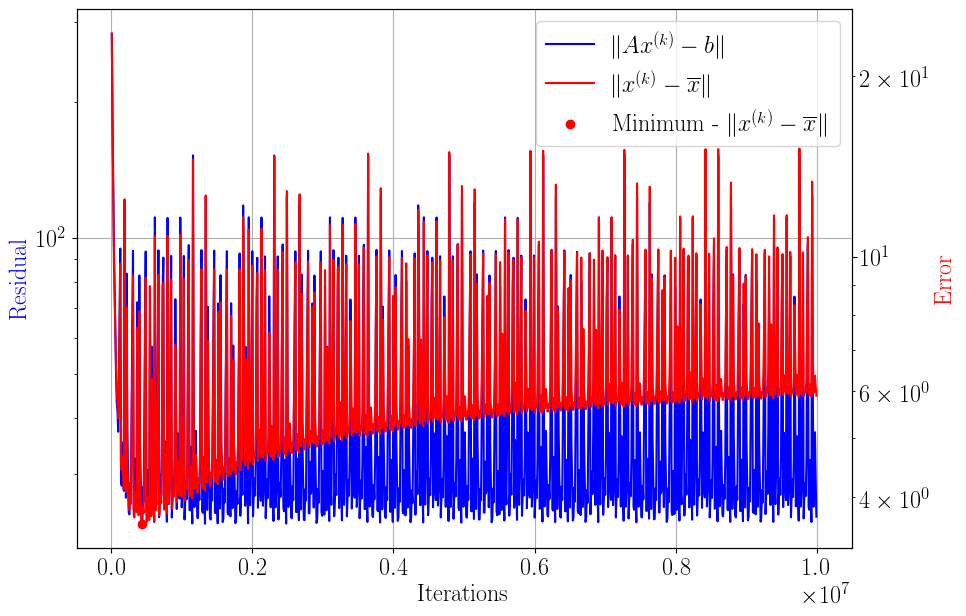 ‖Ax^{(k)} − b‖
‖x^{(k)} − x̅‖
Minimum - ‖x^{(k)} − x̅‖
2 × 10^1
10^2
10^1
6 × 10^0
4 × 10^0
Residual
Error
0.0 0.2 0.4 0.6 0.8 1.0
Iterations
×10^7